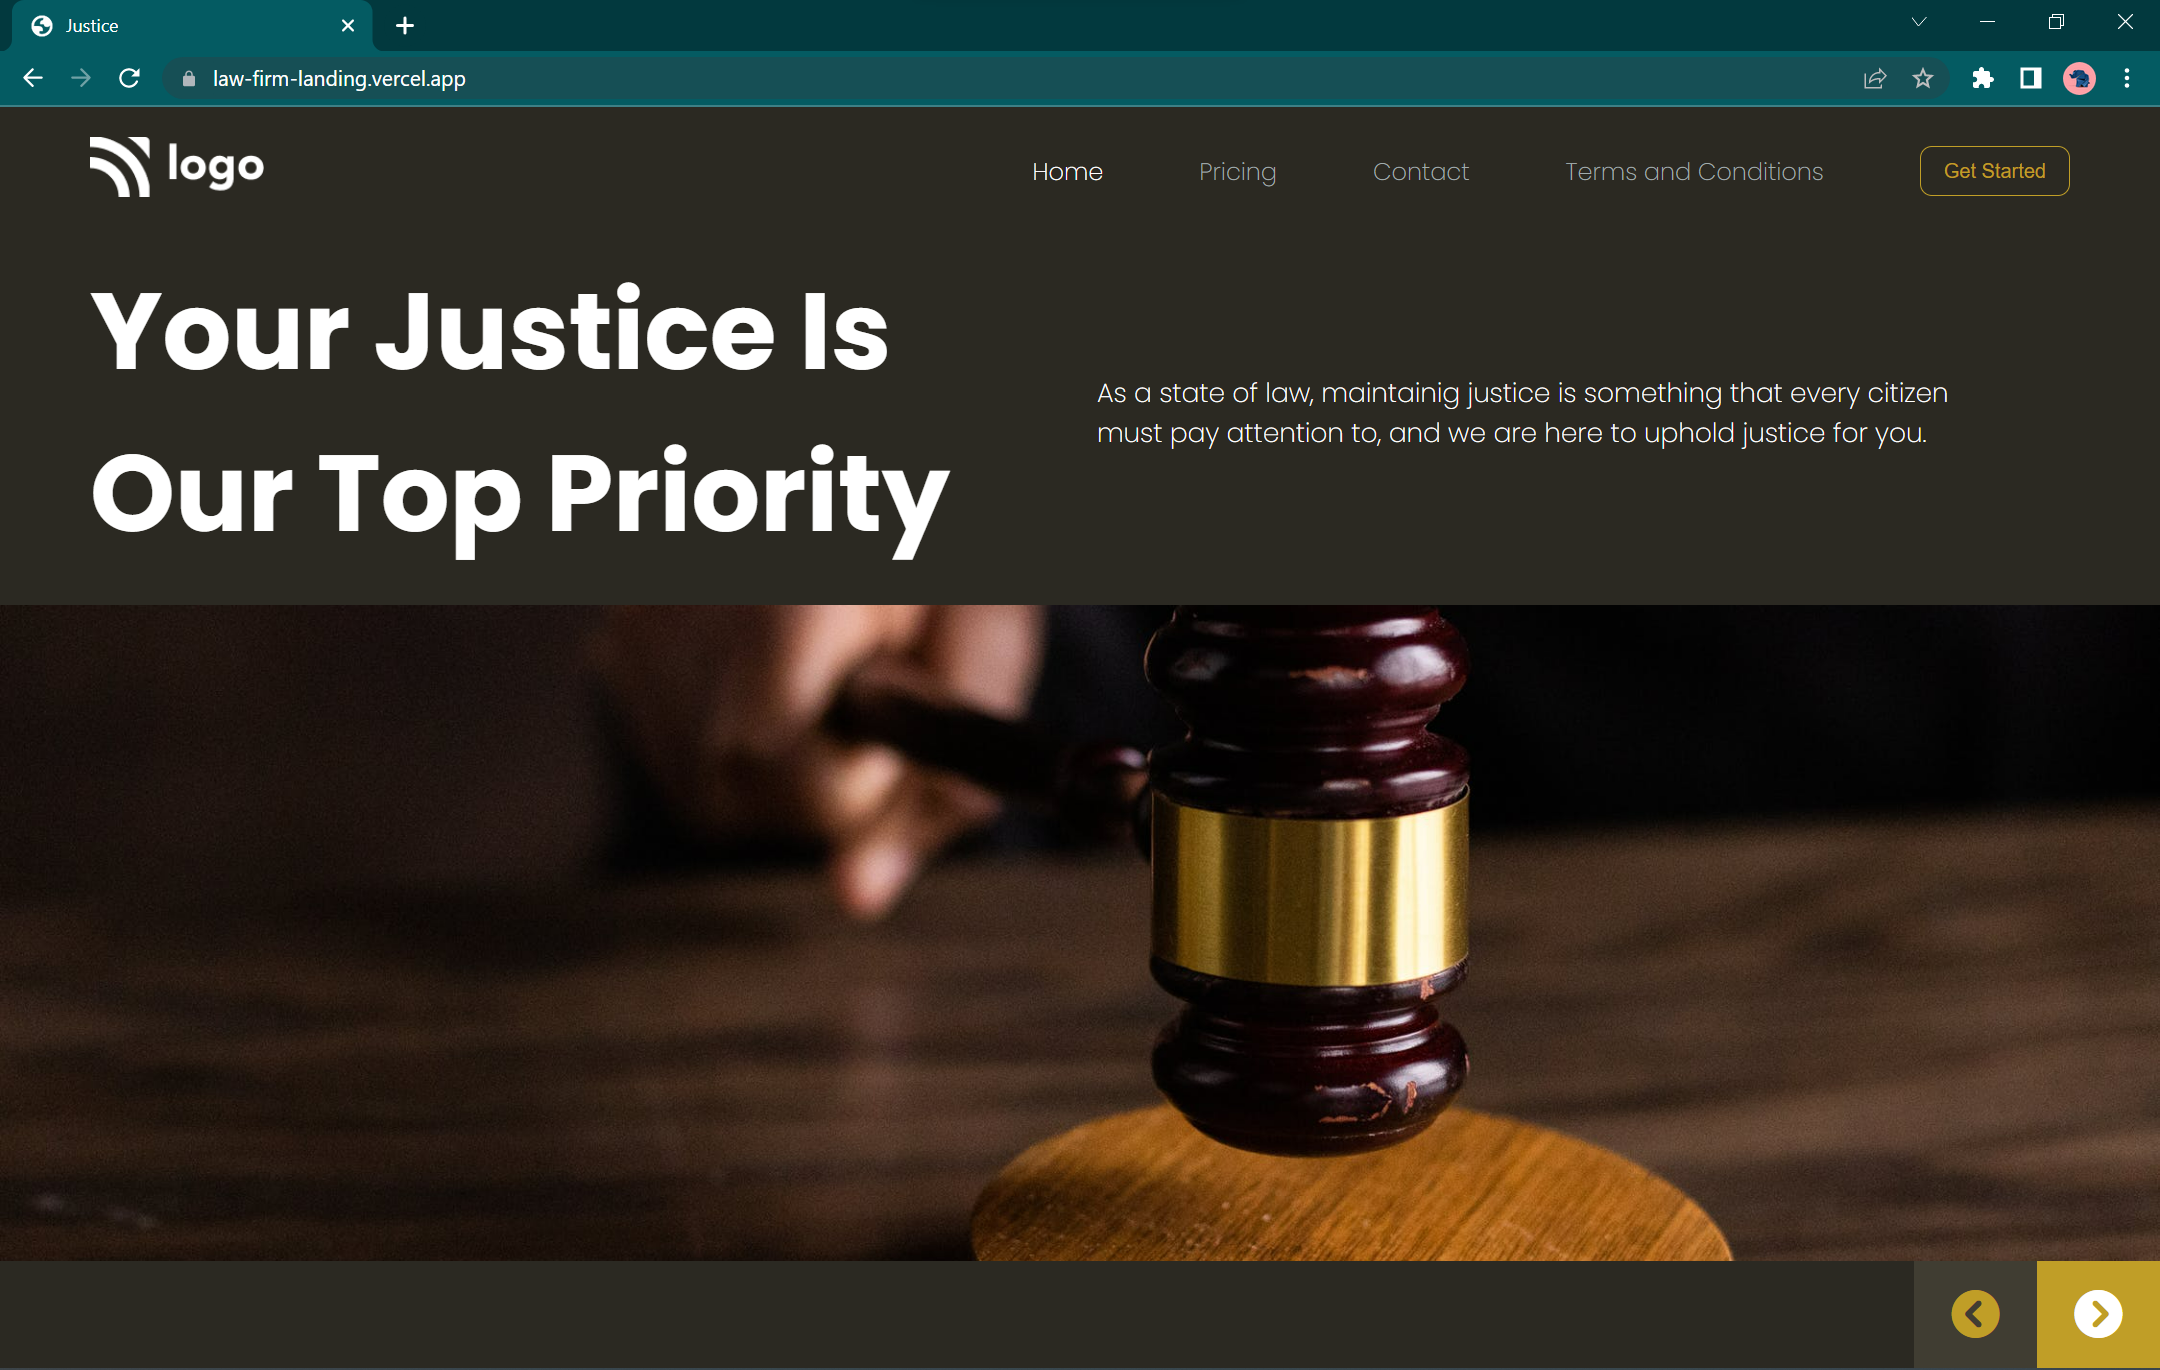 Justice
law-firm-landing.vercel.app
logo
Home Pricing Contact Terms and Conditions Get Started
Your Justice Is
Our Top Priority
As a state of law, maintainig justice is something that every citizen
must pay attention to, and we are here to uphold justice for you.